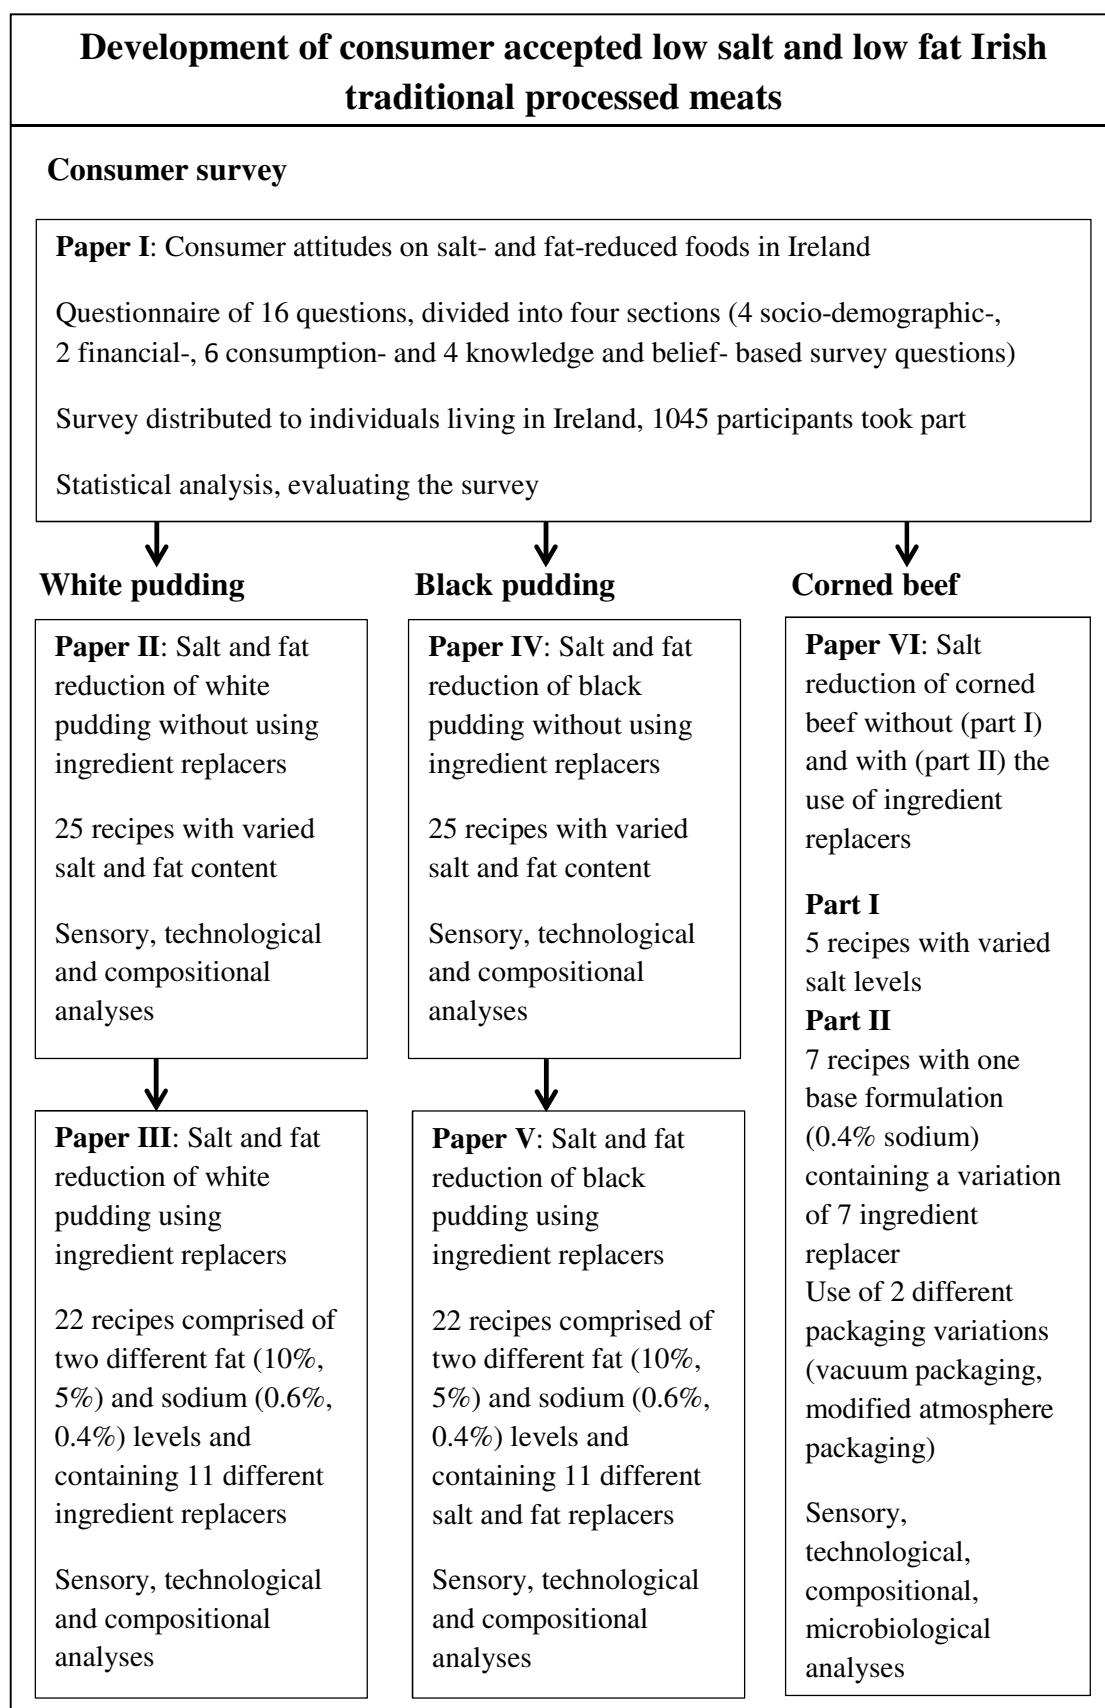 Development of consumer accepted low salt and low fat Irish
traditional processed meats
Consumer survey
Paper I: Consumer attitudes on salt- and fat-reduced foods in Ireland
Questionnaire of 16 questions, divided into four sections (4 socio-demographic-,
2 financial-, 6 consumption- and 4 knowledge and belief- based survey questions)
Survey distributed to individuals living in Ireland, 1045 participants took part
Statistical analysis, evaluating the survey
White pudding
Paper II: Salt and fat
reduction of white
pudding without using
ingredient replacers
25 recipes with varied
salt and fat content
Sensory, technological
and compositional
analyses
Paper III: Salt and fat
reduction of white
pudding using
ingredient replacers
22 recipes comprised of
two different fat (10%,
5%) and sodium (0.6%,
0.4%) levels and
containing 11 different
ingredient replacers
Sensory, technological
and compositional
analyses
Black pudding
Paper IV: Salt and fat
reduction of black
pudding without using
ingredient replacers
25 recipes with varied
salt and fat content
Sensory, technological
and compositional
analyses
Paper V: Salt and fat
reduction of black
pudding using
ingredient replacers
22 recipes comprised of
two different fat (10%,
5%) and sodium (0.6%,
0.4%) levels and
containing 11 different
salt and fat replacers
Sensory, technological
and compositional
analyses
Corned beef
Paper VI: Salt
reduction of corned
beef without (part I)
and with (part II) the
use of ingredient
replacers
Part I
5 recipes with varied
salt levels
Part II
7 recipes with one
base formulation
(0.4% sodium)
containing a variation
of 7 ingredient
replacer
Use of 2 different
packaging variations
(vacuum packaging,
modified atmosphere
packaging)
Sensory,
technological,
compositional,
microbiological
analyses